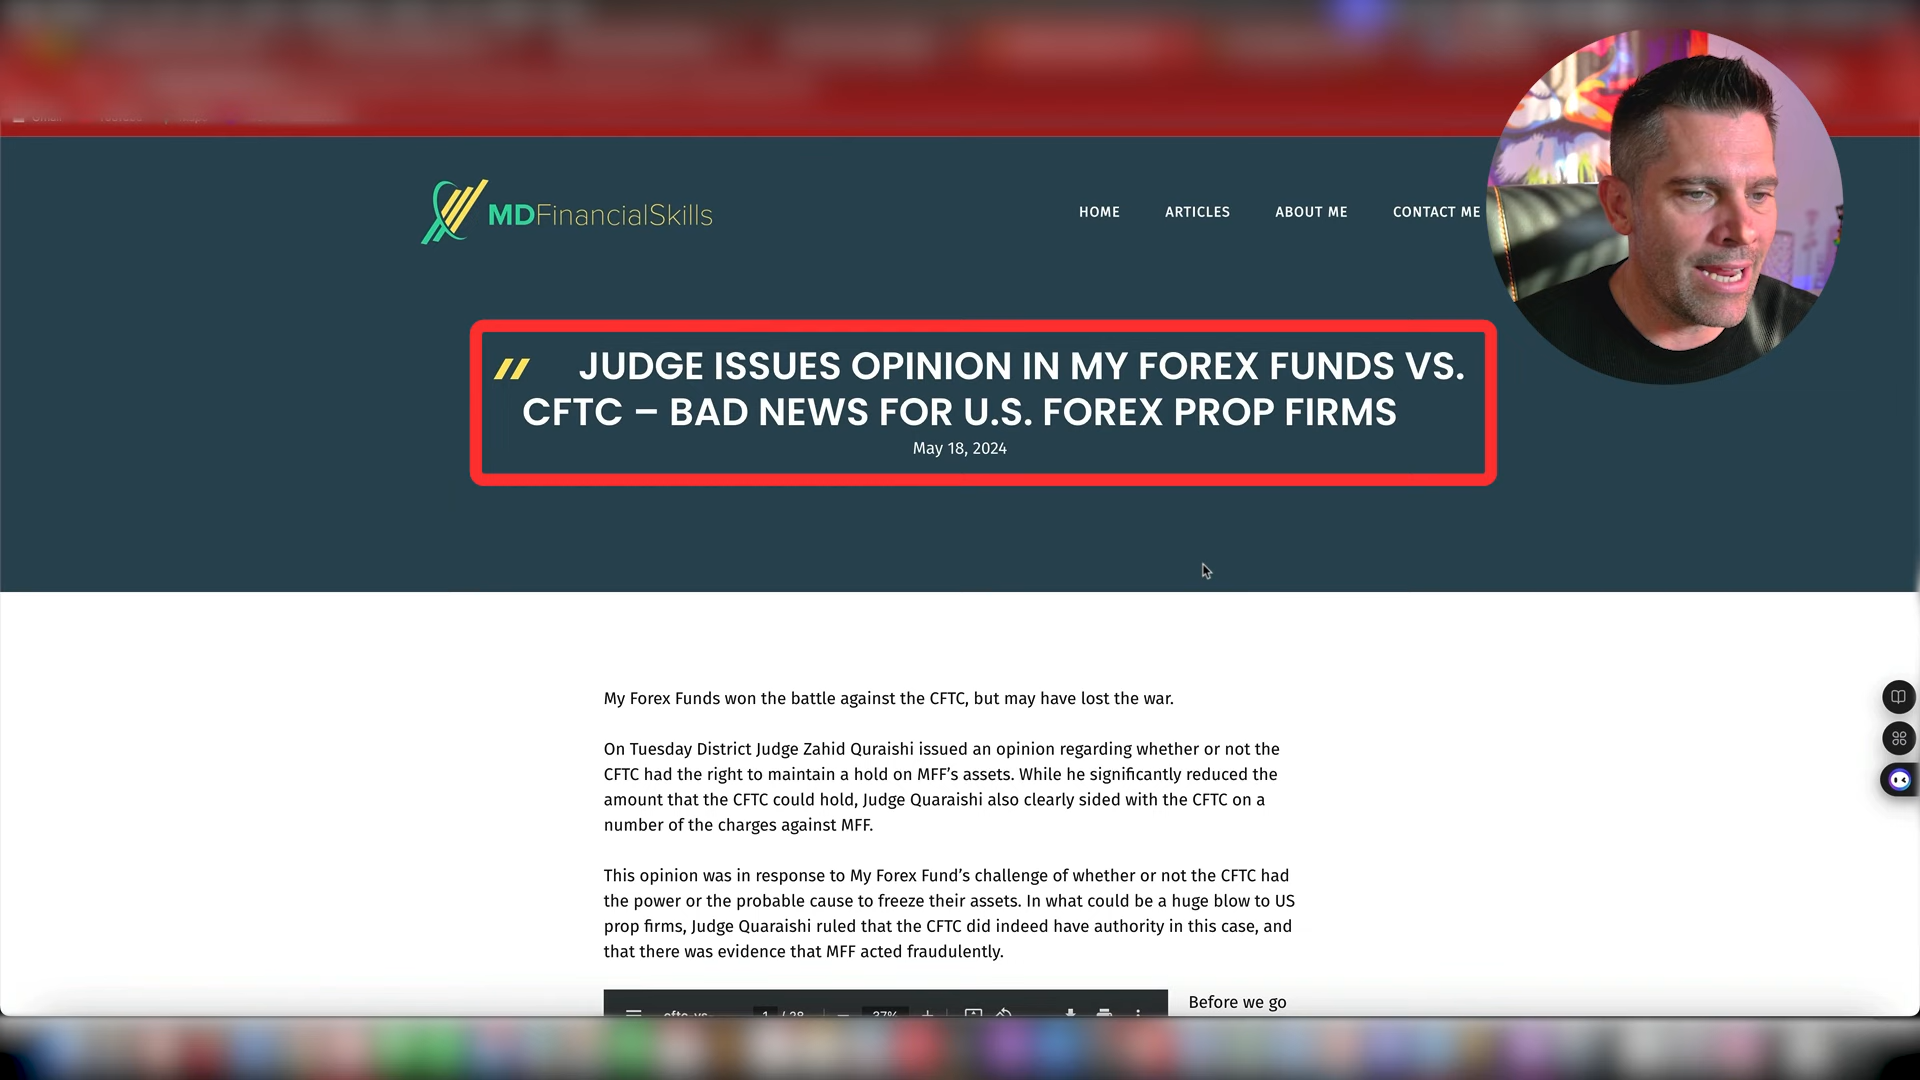 MDFinancialSkills
HOME ARTICLES ABOUT ME CONTACT ME
JUDGE ISSUES OPINION IN MY FOREX FUNDS VS.
CFTC – BAD NEWS FOR U.S. FOREX PROP FIRMS
May 18, 2024
My Forex Funds won the battle against the CFTC, but may have lost the war.
On Tuesday District Judge Zahid Quraishi issued an opinion regarding whether or not the
CFTC had the right to maintain a hold on MFF’s assets. While he significantly reduced the
amount that the CFTC could hold, Judge Quaraishi also clearly sided with the CFTC on a
number of the charges against MFF.
This opinion was in response to My Forex Fund’s challenge of whether or not the CFTC had
the power or the probable cause to freeze their assets. In what could be a huge blow to US
prop firms, Judge Quaraishi ruled that the CFTC did indeed have authority in this case, and
that there was evidence that MFF acted fraudulently.
Before we go